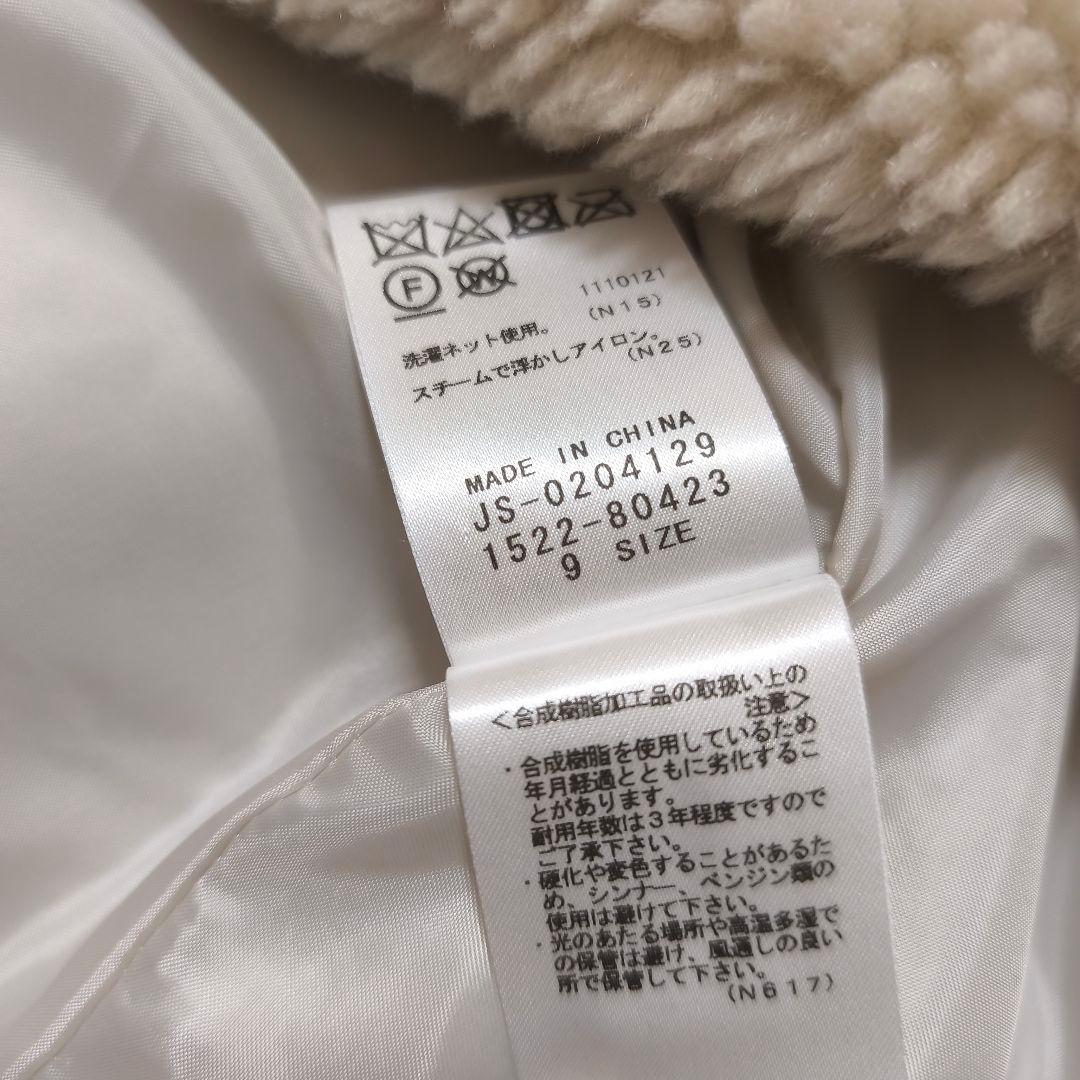 F W
1110121
洗濯ネット使用。 (N15)
スチームで浮かしアイロン。
(N25)
MADE IN CHINA
JS-0204129
1522-80423
9 SIZE
<合成樹脂加工品の取扱い上の
注意>
・合成樹脂を使用しているため
年月経過とともに劣化するこ
とがあります。
耐用年数は3年程度ですので
ご了承下さい。
・硬化や変色することがあるた
め、シンナー、ベンジン類の
使用は避けて下さい。
・光のあたる場所や高温多湿で
の保管は避け、風通しの良い
所で保管して下さい。
(N617)